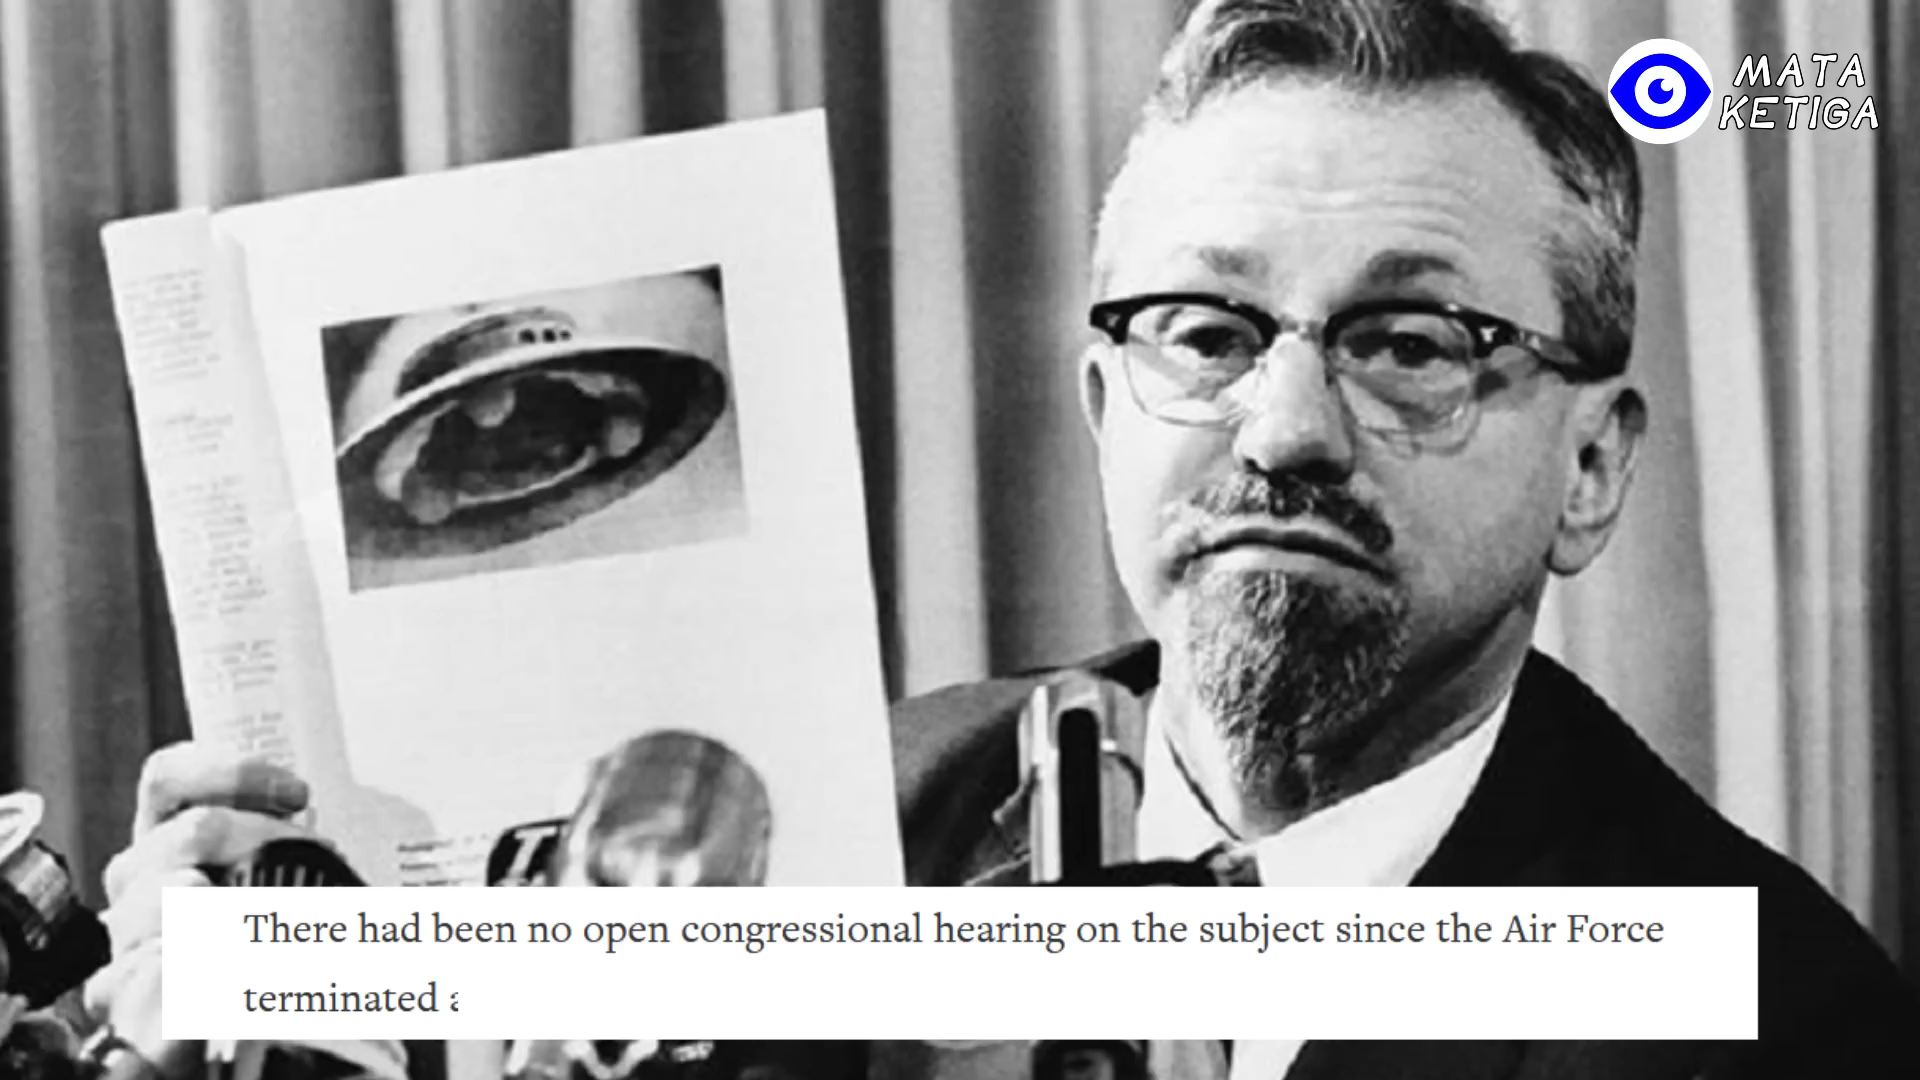 MATA
KETIGA
There had been no open congressional hearing on the subject since the Air Force
terminated a